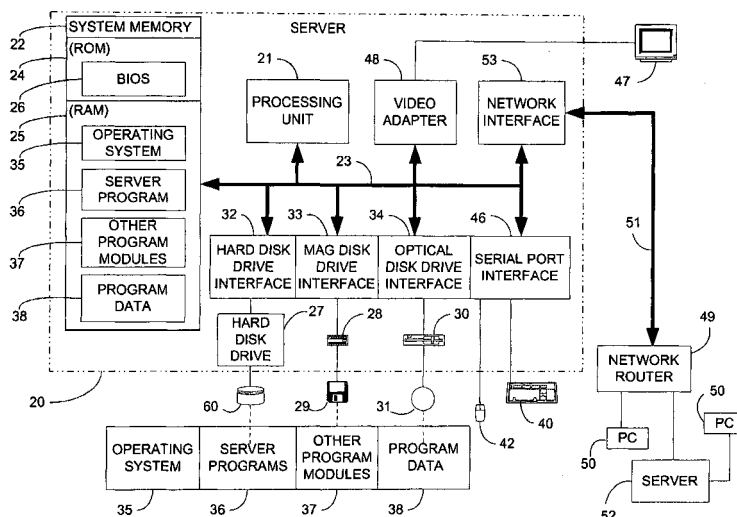 SYSTEM MEMORY
SERVER
22
(ROM)
24
BIOS
26
(RAM)
25
OPERATING
SYSTEM
35
SERVER
PROGRAM
36
OTHER
PROGRAM
MODULES
37
PROGRAM
DATA
38
21
PROCESSING
UNIT
48
VIDEO
ADAPTER
53
NETWORK
INTERFACE
47
23
32
HARD DISK
DRIVE
INTERFACE
33
MAG DISK
DRIVE
INTERFACE
34
OPTICAL
DISK DRIVE
INTERFACE
46
SERIAL PORT
INTERFACE
51
27
HARD
DISK
DRIVE
28
30
20
60
29
31
42
40
49
NETWORK
ROUTER
50
PC
50
PC
SERVER
52
OPERATING
SYSTEM
SERVER
PROGRAMS
OTHER
PROGRAM
MODULES
PROGRAM
DATA
35
36
37
38